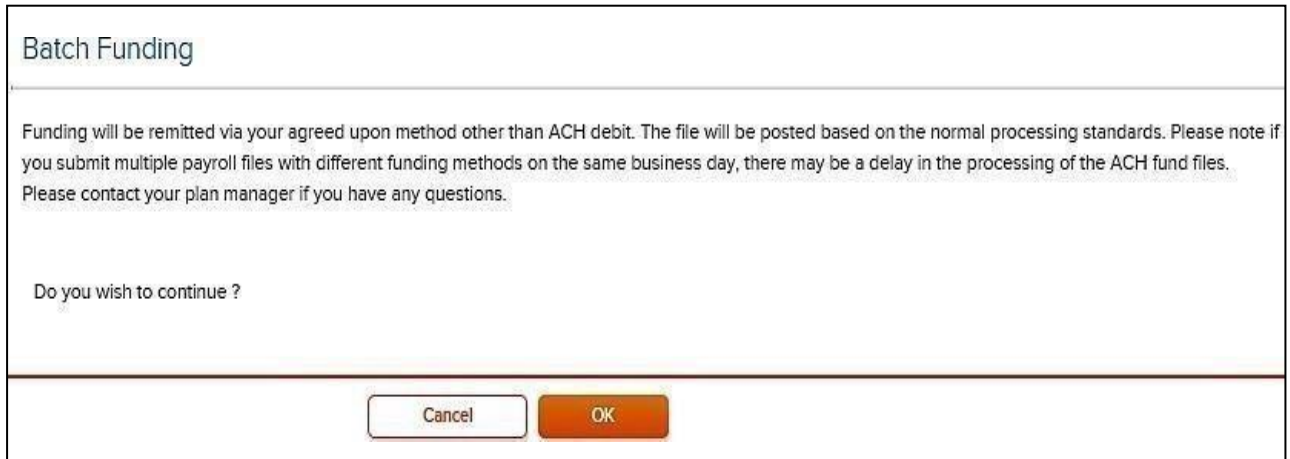 Batch Funding
Funding will be remitted via your agreed upon method other than ACH debit. The file will be posted based on the normal processing standards. Please note if
you submit multiple payroll files with different funding methods on the same business day, there may be a delay in the processing of the ACH fund files.
Please contact your plan manager if you have any questions.
Do you wish to continue ?
Cancel OK